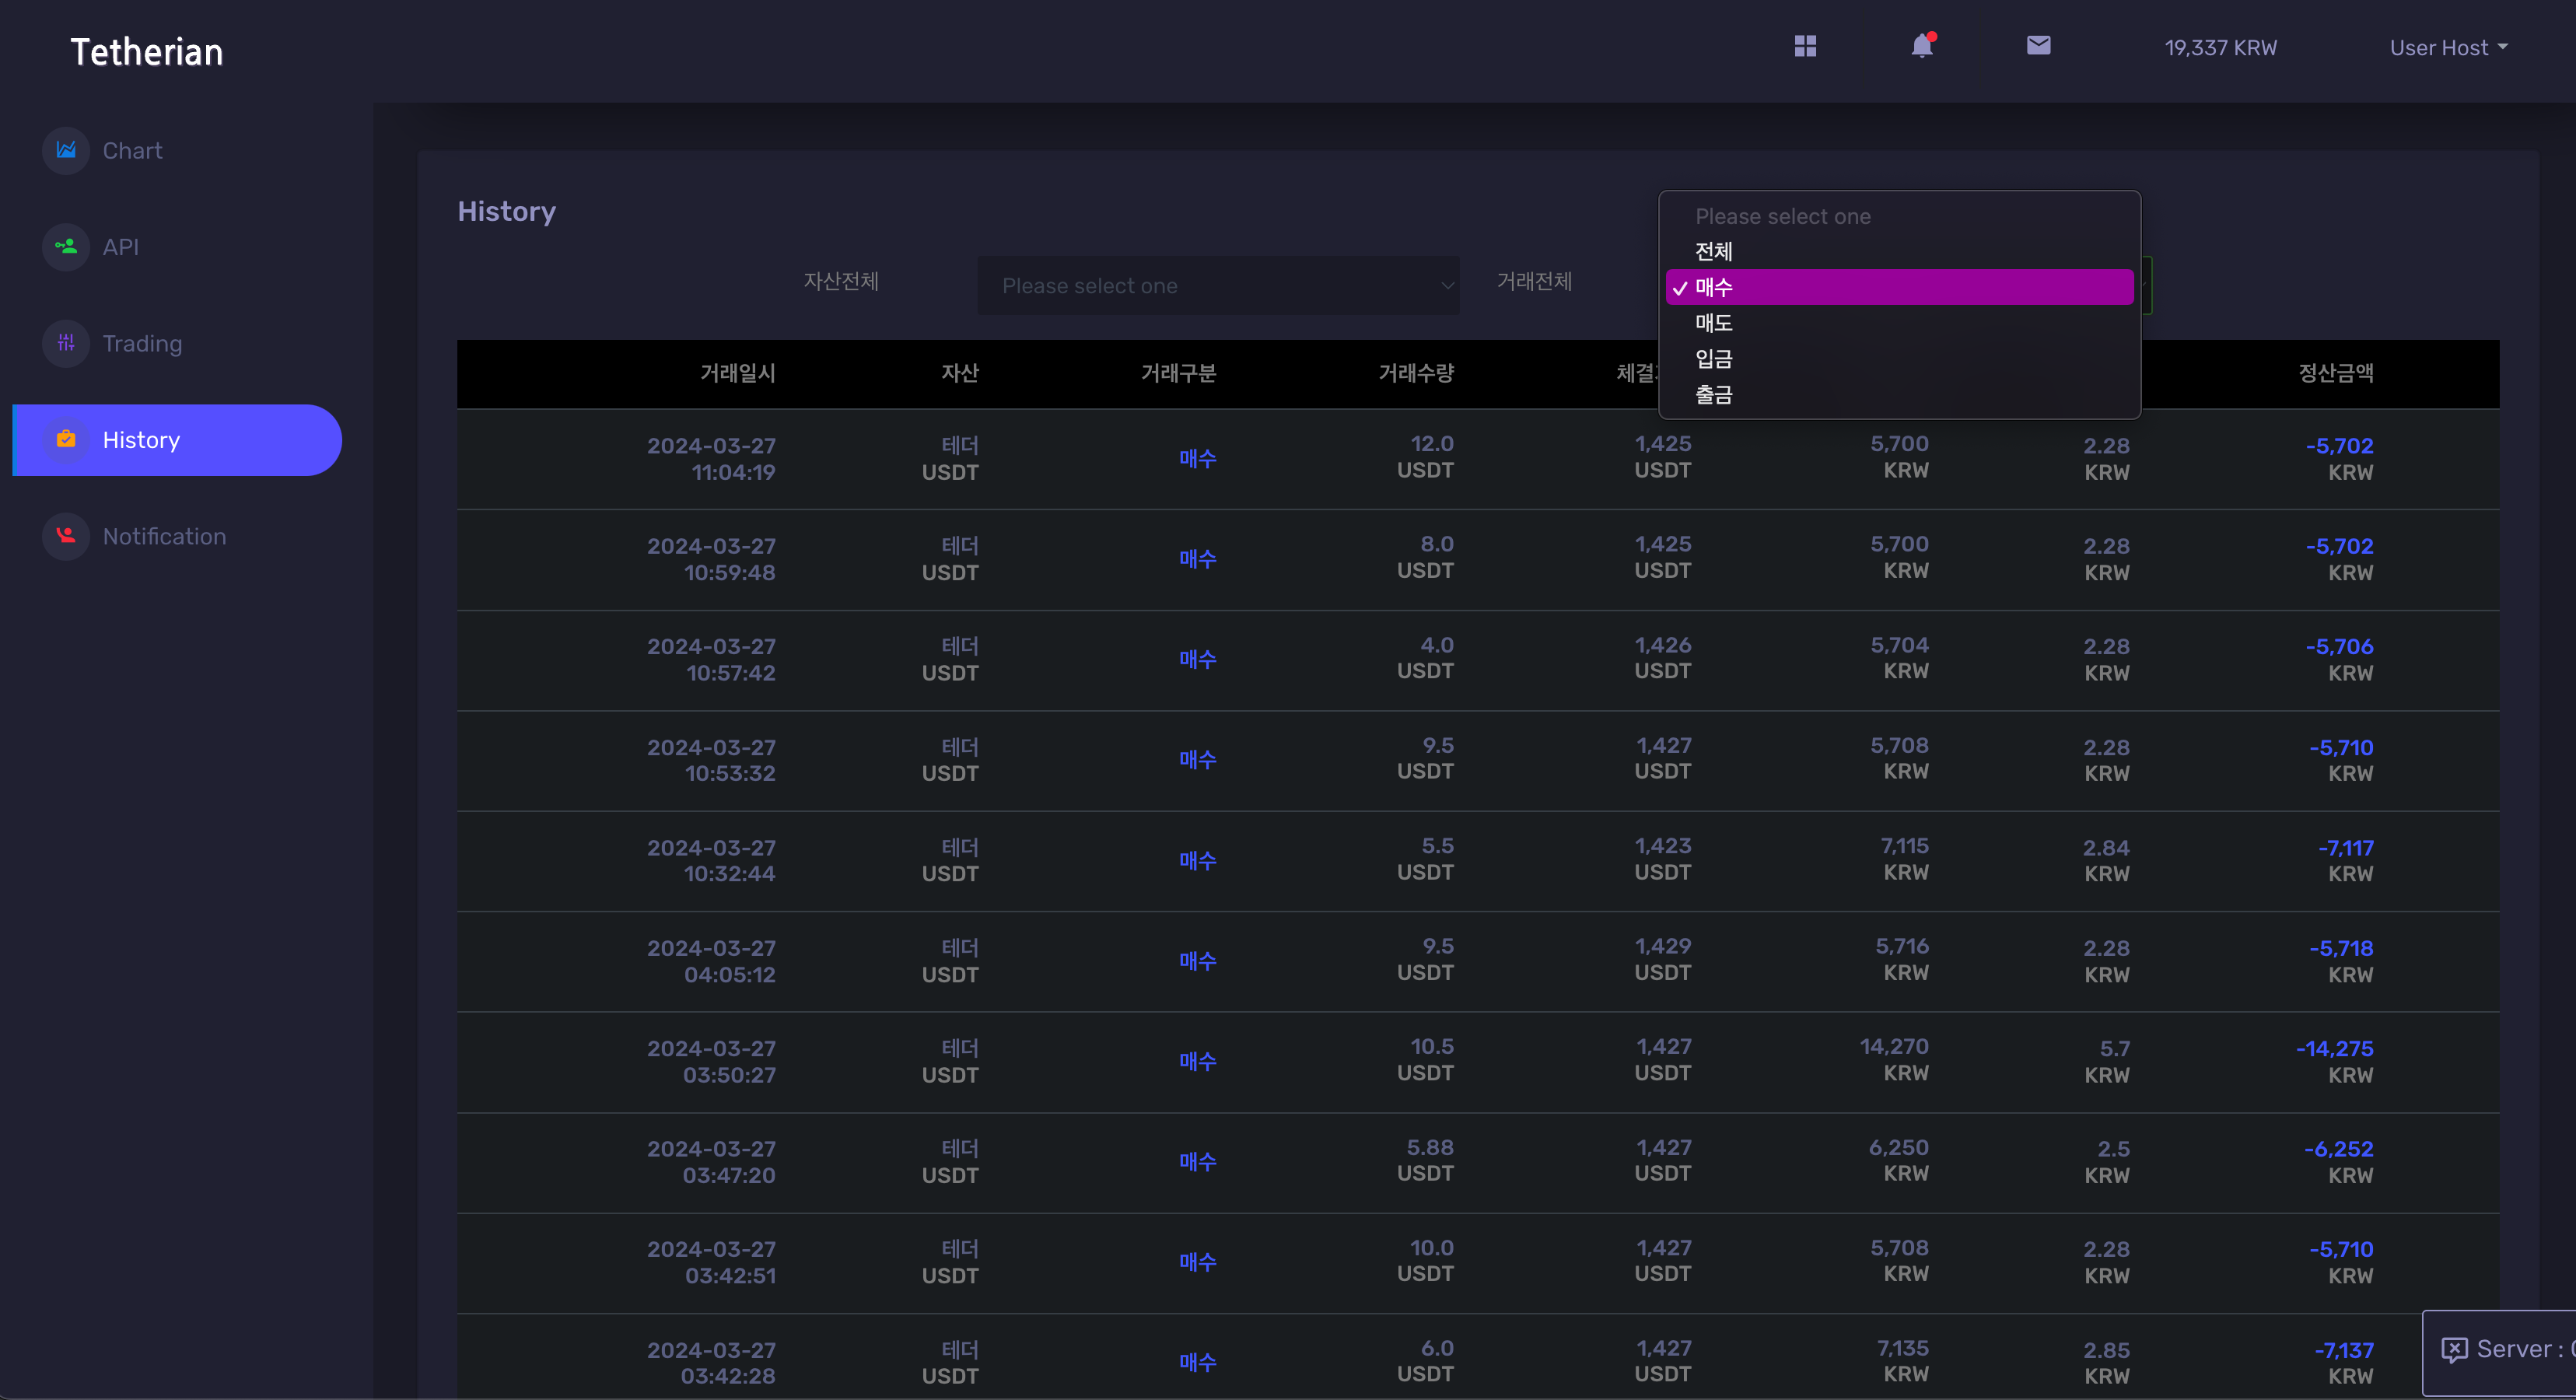 Tetherian
19,337 KRW
User Host
Chart
API
Trading
History
Notification
History
자산전체
Please select one
거래전체
Please select one
전체
매수
매도
입금
출금
거래일시 자산 거래구분 거래수량 정산금액
2024-03-27 테더 매수 12.0 1,425 5,700 2.28 -5,702
11:04:19 USDT USDT USDT KRW KRW KRW
2024-03-27 테더 매수 8.0 1,425 5,700 2.28 -5,702
10:59:48 USDT USDT USDT KRW KRW KRW
2024-03-27 테더 매수 4.0 1,426 5,704 2.28 -5,706
10:57:42 USDT USDT USDT KRW KRW KRW
2024-03-27 테더 매수 9.5 1,427 5,708 2.28 -5,710
10:53:32 USDT USDT USDT KRW KRW KRW
2024-03-27 테더 매수 5.5 1,423 7,115 2.84 -7,117
10:32:44 USDT USDT USDT KRW KRW KRW
2024-03-27 테더 매수 9.5 1,429 5,716 2.28 -5,718
04:05:12 USDT USDT USDT KRW KRW KRW
2024-03-27 테더 매수 10.5 1,427 14,270 5.7 -14,275
03:50:27 USDT USDT USDT KRW KRW KRW
2024-03-27 테더 매수 5.88 1,427 6,250 2.5 -6,252
03:47:20 USDT USDT USDT KRW KRW KRW
2024-03-27 테더 매수 10.0 1,427 5,708 2.28 -5,710
03:42:51 USDT USDT USDT KRW KRW KRW
2024-03-27 테더 매수 6.0 1,427 7,135 2.85 -7,137
03:42:28 USDT USDT USDT KRW KRW KRW
Server :